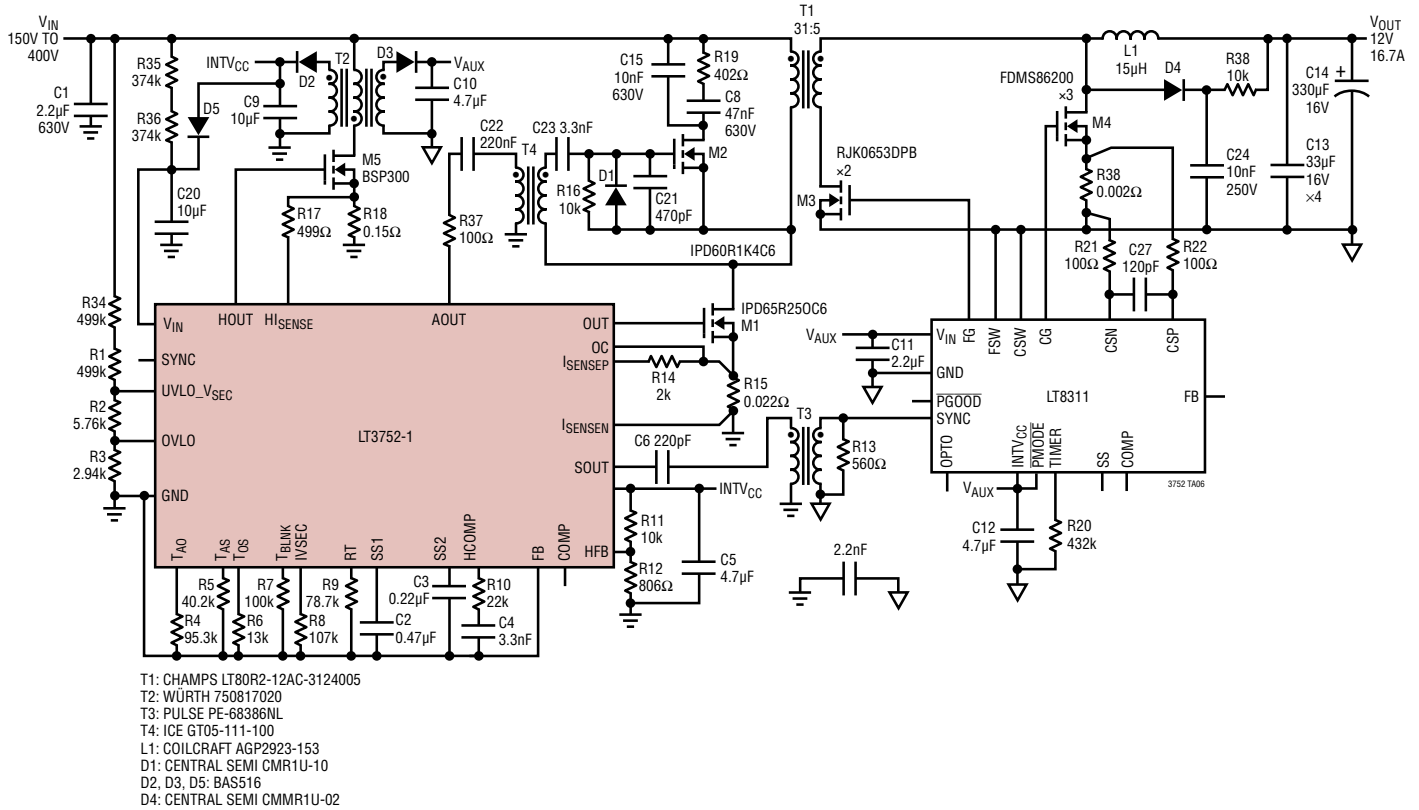 VIN
150V TO
400V
C1
2.2µF
630V
R35
374k
R36
374k
C20
10µF
D5
INTVCC
D2
C9
10µF
T2
D3
VAUX
C10
4.7µF
M5
BSP300
R17
499Ω
R18
0.15Ω
C22
220nF
R37
100Ω
T4
C23 3.3nF
R16
10k
D1
C21
470pF
C15
10nF
630V
R19
402Ω
C8
47nF
630V
M2
IPD60R1K4C6
T1
31:5
RJK0653DPB
×2
M3
FDMS86200
×3
M4
L1
15µH
D4
R38
10k
VOUT
12V
16.7A
C14
330µF
16V
+
C24
10nF
250V
C13
33µF
16V
×4
R38
0.002Ω
R21
100Ω
C27
120pF
R22
100Ω
R34
499k
R1
499k
R2
5.76k
R3
2.94k
VIN
HOUT
HISENSE
AOUT
OUT
OC
ISENSEP
ISENSEN
SOUT
SYNC
UVLO_VSEC
OVLO
GND
LT3752-1
HFB
TAO
TAS
TOS
TBLNK
IVSEC
RT
SS1
SS2
HCOMP
FB
COMP
IPD65R25OC6
M1
R14
2k
R15
0.022Ω
C6 220pF
T3
R13
560Ω
INTVCC
R11
10k
R12
806Ω
C5
4.7µF
2.2nF
R4
95.3k
R5
40.2k
R6
13k
R7
100k
R8
107k
R9
78.7k
C2
0.47µF
C3
0.22µF
R10
22k
C4
3.3nF
VAUX
C11
2.2µF
VIN
FG
FSW
CSW
CG
CSN
CSP
GND
PGOOD
SYNC
LT8311
FB
OPTO
INTVCC
PMODE
TIMER
SS
COMP
VAUX
C12
4.7µF
R20
432k
3752 TA06
T1: CHAMPS LT80R2-12AC-3124005
T2: WÜRTH 750817020
T3: PULSE PE-68386NL
T4: ICE GT05-111-100
L1: COILCRAFT AGP2923-153
D1: CENTRAL SEMI CMR1U-10
D2, D3, D5: BAS516
D4: CENTRAL SEMI CMMR1U-02